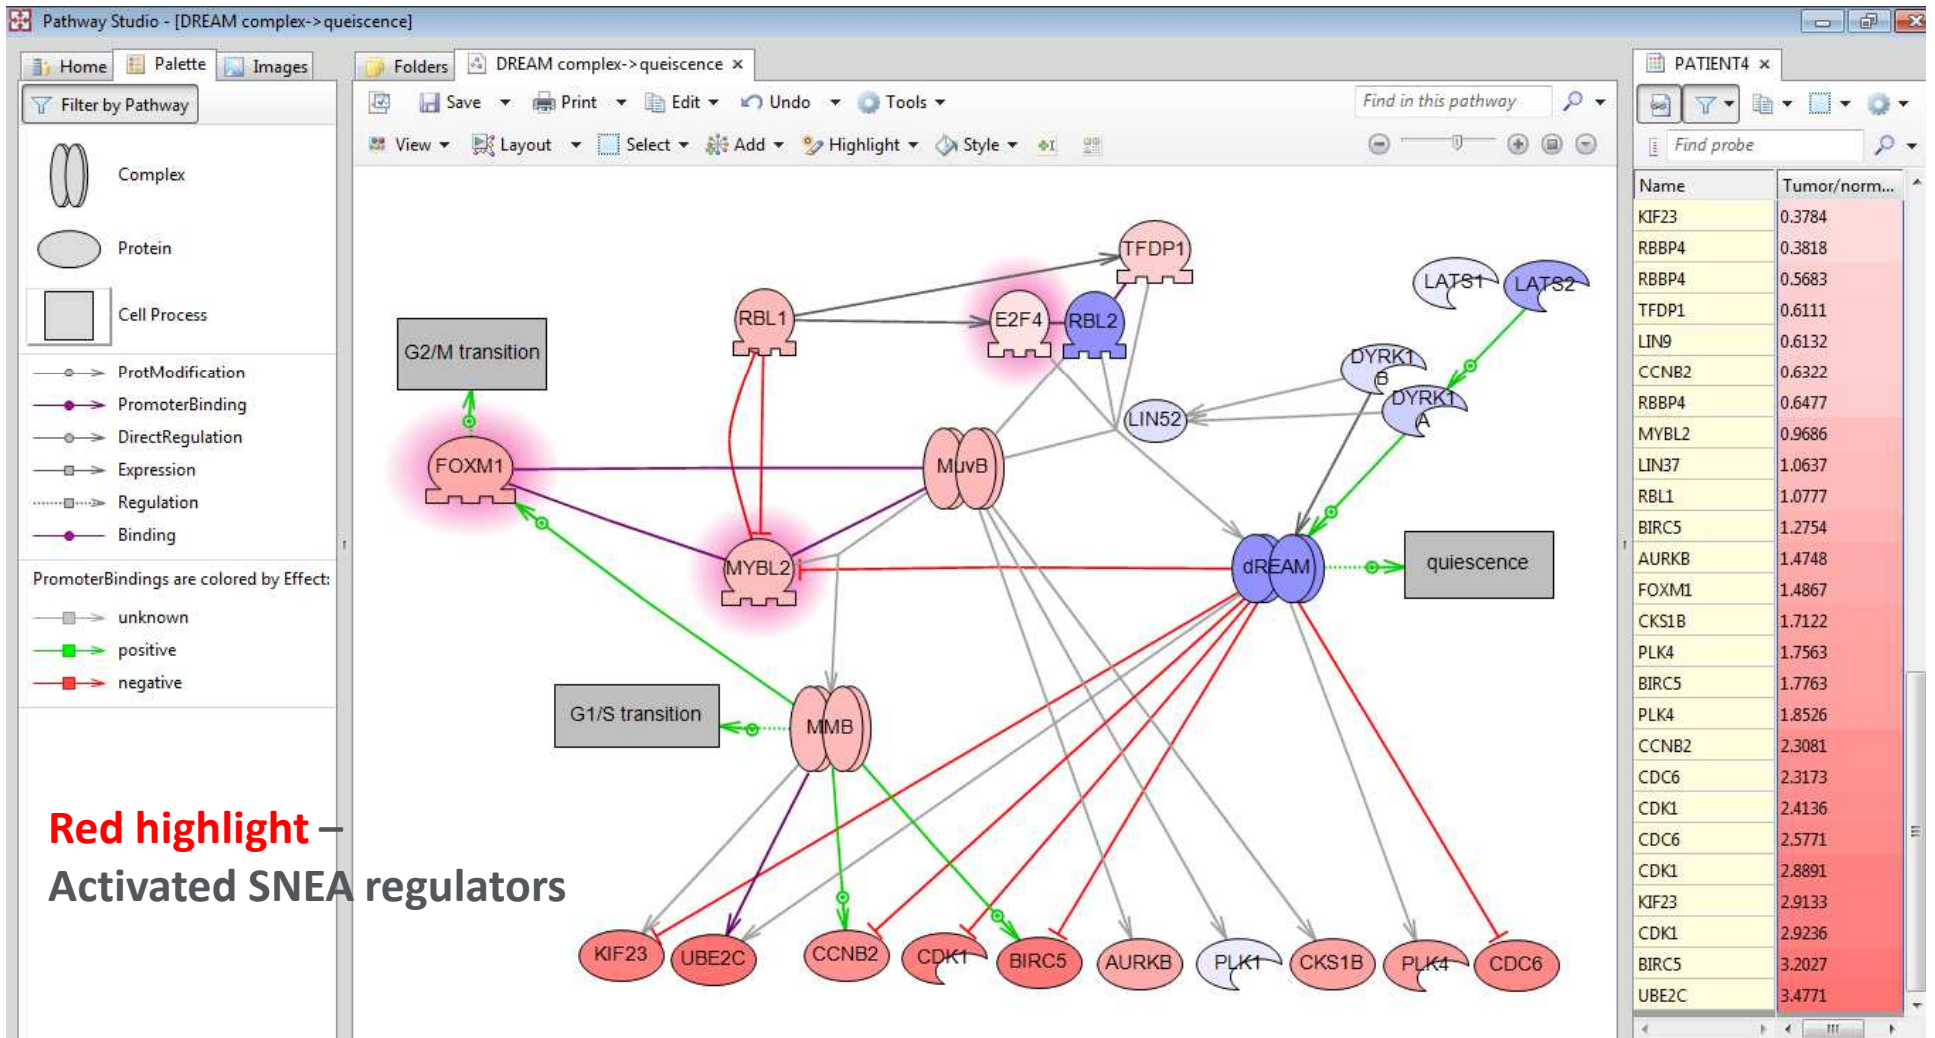 Pathway Studio - [DREAM complex->queiscence]
Home Palette Images
Filter by Pathway
Complex
Protein
Cell Process
ProtModification
PromoterBinding
DirectRegulation
Expression
Regulation
Binding
PromoterBindings are colored by Effect:
unknown
positive
negative
Red highlight –
Activated SNEA regulators
Folders DREAM complex->queiscence
Save Print Edit Undo Tools Find in this pathway
View Layout Select Add Highlight Style
TFDP1
LATS1 LATS2
RBL1 E2F4 RBL2
G2/M transition
DYRK1
B
DYRK1
A
LIN52
FOXM1 MuvB
MYBL2 dREAM quiescence
G1/S transition MMB
KIF23 UBE2C CCNB2 CDK1 BIRC5 AURKB PLK1 CKS1B PLK4 CDC6
PATIENT4
Find probe
Name Tumor/norm...
KIF23 0.3784
RBBP4 0.3818
RBBP4 0.5683
TFDP1 0.6111
LIN9 0.6132
CCNB2 0.6322
RBBP4 0.6477
MYBL2 0.9686
LIN37 1.0637
RBL1 1.0777
BIRC5 1.2754
AURKB 1.4748
FOXM1 1.4867
CKS1B 1.7122
PLK4 1.7563
BIRC5 1.7763
PLK4 1.8526
CCNB2 2.3081
CDC6 2.3173
CDK1 2.4136
CDC6 2.5771
CDK1 2.8891
KIF23 2.9133
CDK1 2.9236
BIRC5 3.2027
UBE2C 3.4771